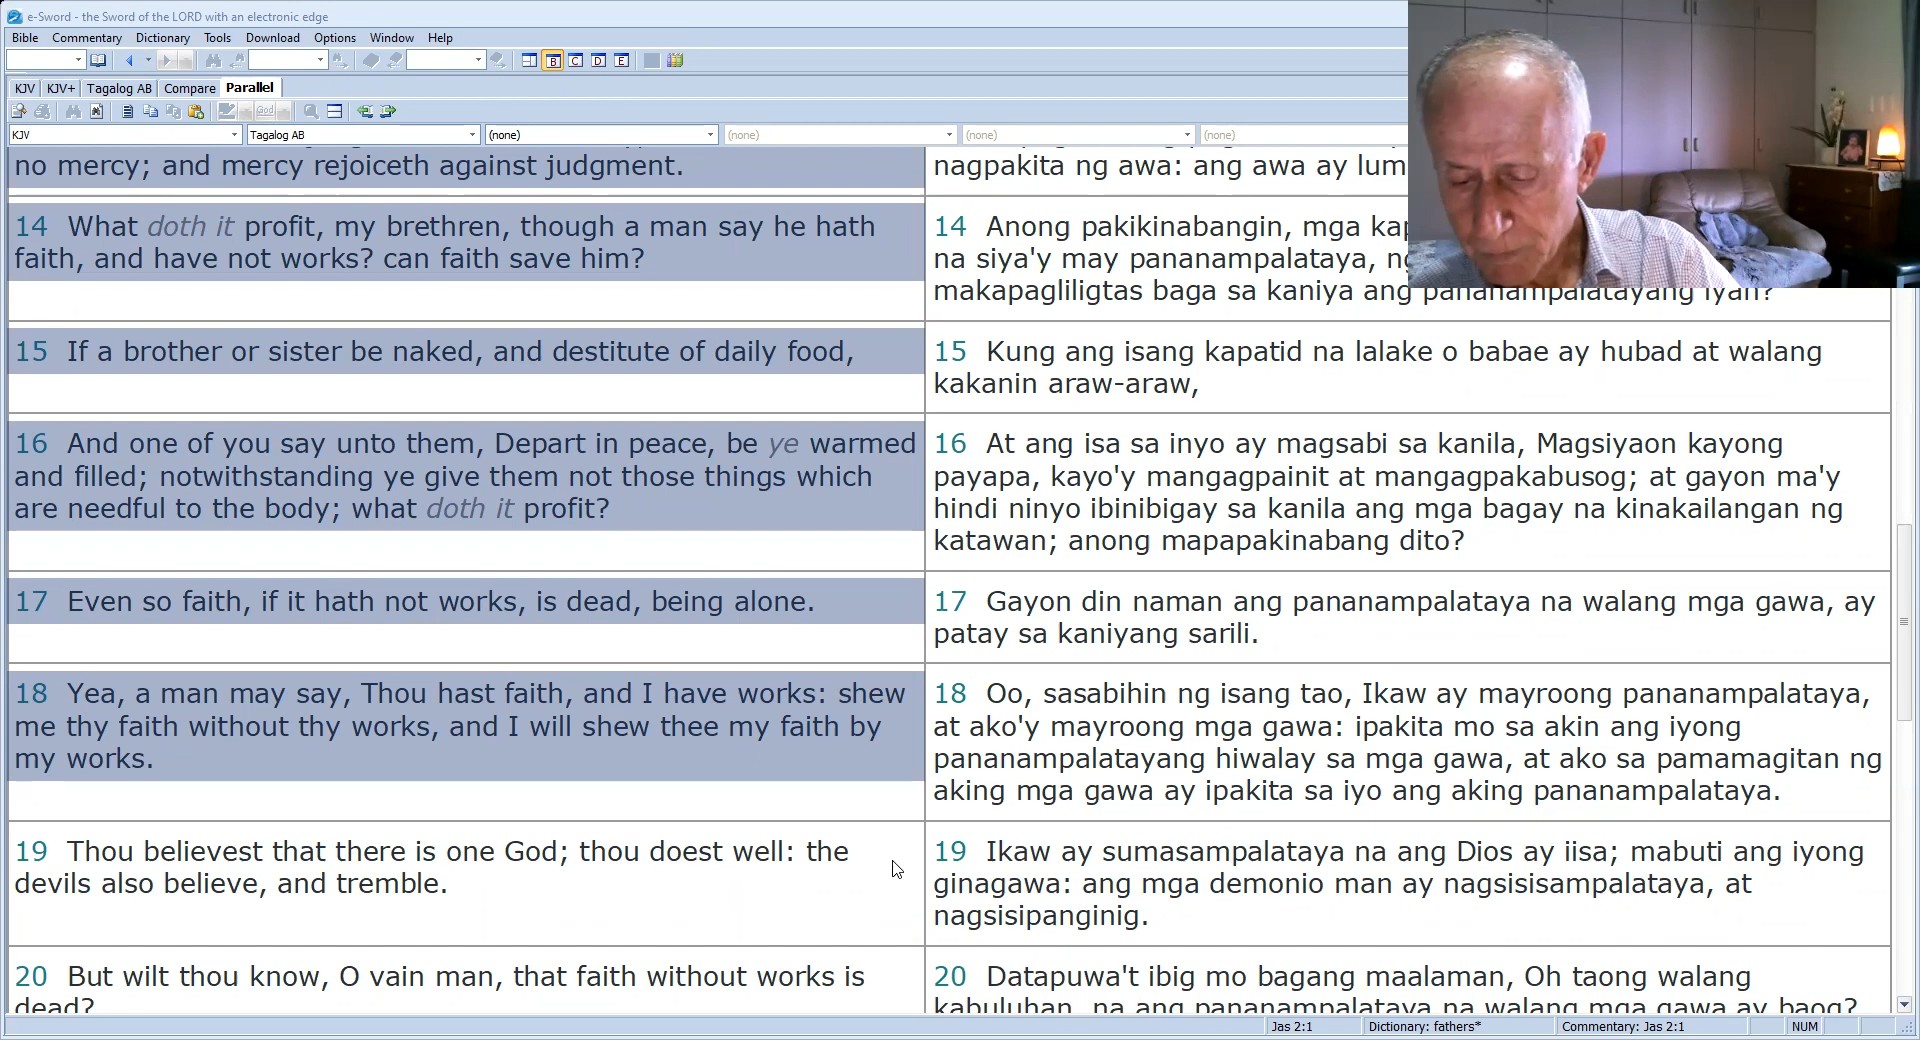 e-Sword - the Sword of the LORD with an electronic edge
Bible Commentary Dictionary Tools Download Options Window Help
B C D E
KJV KJV+ Tagalog AB Compare Parallel
God
KJV Tagalog AB (none) (none) (none) (none)
no mercy; and mercy rejoiceth against judgment.
14 What doth it profit, my brethren, though a man say he hath
faith, and have not works? can faith save him?
15 If a brother or sister be naked, and destitute of daily food,
16 And one of you say unto them, Depart in peace, be ye warmed
and filled; notwithstanding ye give them not those things which
are needful to the body; what doth it profit?
17 Even so faith, if it hath not works, is dead, being alone.
18 Yea, a man may say, Thou hast faith, and I have works: shew
me thy faith without thy works, and I will shew thee my faith by
my works.
19 Thou believest that there is one God; thou doest well: the
devils also believe, and tremble.
20 But wilt thou know, O vain man, that faith without works is
dead?
nagpakita ng awa: ang awa ay
14 Anong pakikinabangin, mga
na siya'y may pananampalataya,
makapagliligtas baga sa kaniya ang pananampalatayang iyan?
15 Kung ang isang kapatid na lalake o babae ay hubad at walang
kakanin araw-araw,
16 At ang isa sa inyo ay magsabi sa kanila, Magsiyaon kayong
payapa, kayo'y mangagpainit at mangagpakabusog; at gayon ma'y
hindi ninyo ibinibigay sa kanila ang mga bagay na kinakailangan ng
katawan; anong mapapakinabang dito?
17 Gayon din naman ang pananampalataya na walang mga gawa, ay
patay sa kaniyang sarili.
18 Oo, sasabihin ng isang tao, Ikaw ay mayroong pananampalataya,
at ako'y mayroong mga gawa: ipakita mo sa akin ang iyong
pananampalatayang hiwalay sa mga gawa, at ako sa pamamagitan ng
aking mga gawa ay ipakita sa iyo ang aking pananampalataya.
19 Ikaw ay sumasampalataya na ang Dios ay iisa; mabuti ang iyong
ginagawa: ang mga demonio man ay nagsisisampalataya, at
nagsisipanginig.
20 Datapuwa't ibig mo bagang maalaman, Oh taong walang
kabuluhan, na ang pananampalataya na walang mga gawa ay baog?
Jas 2:1 Dictionary: fathers* Commentary: Jas 2:1 NUM